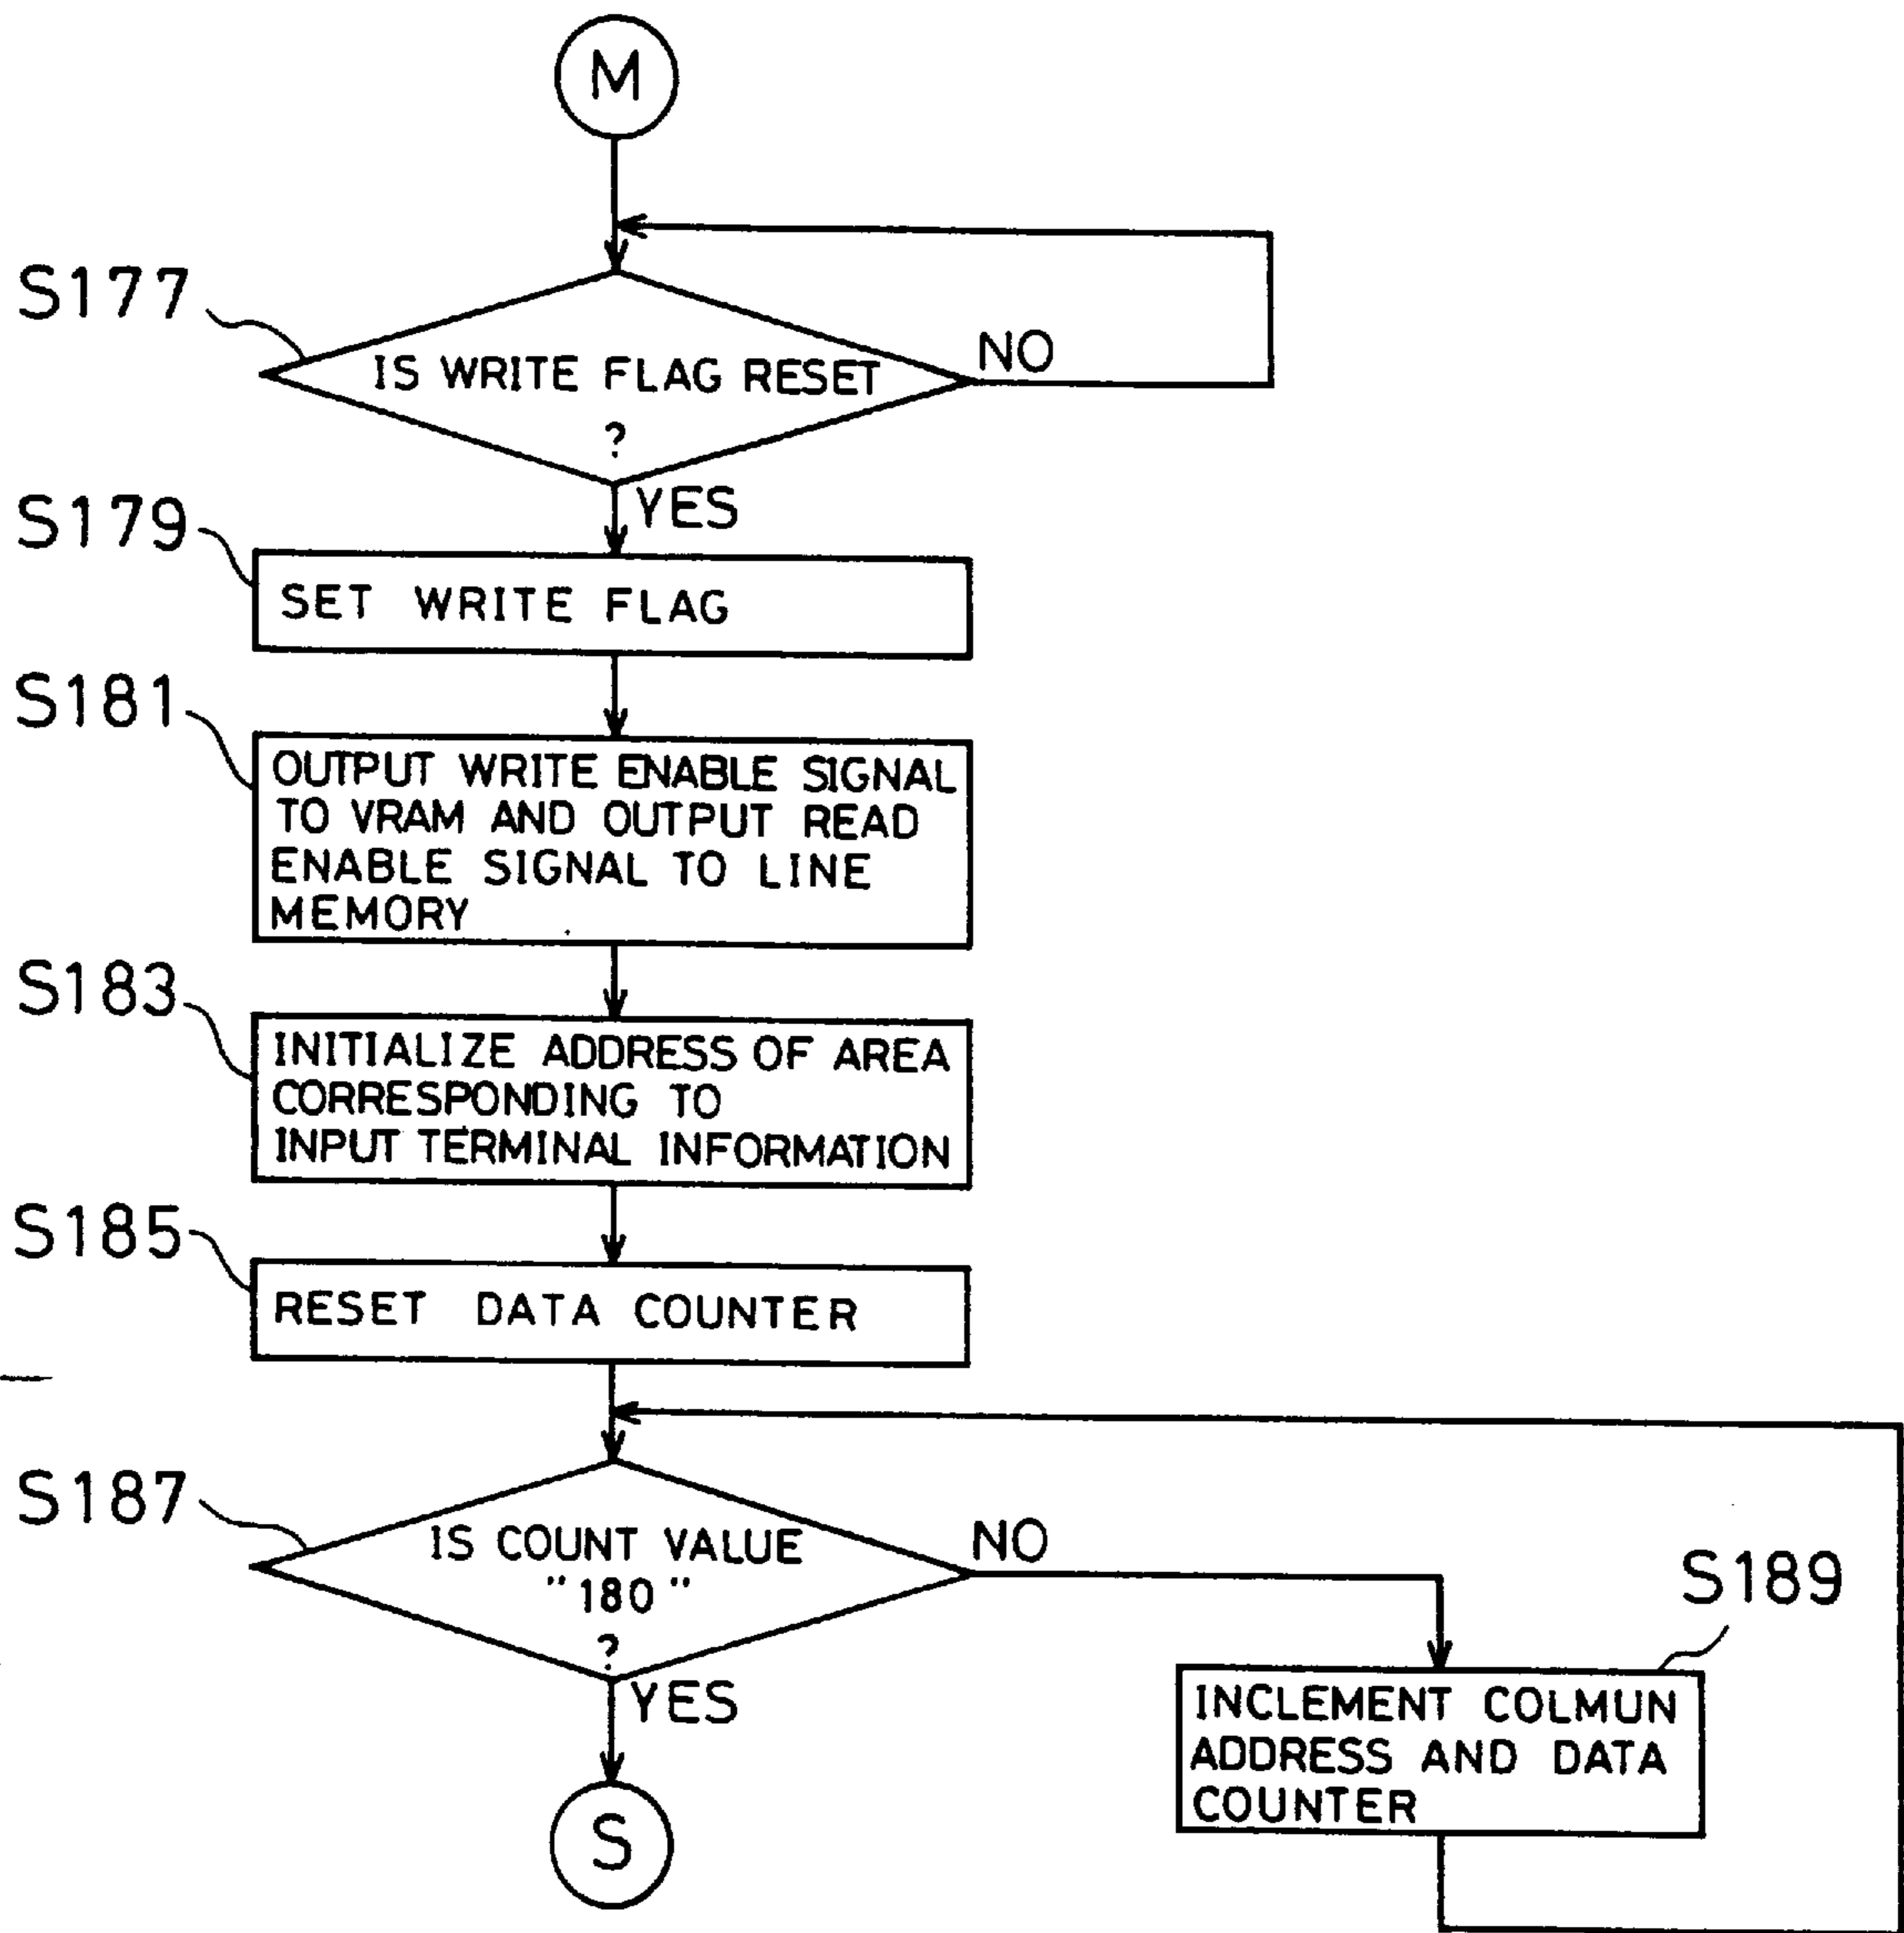 M
S177
IS WRITE FLAG RESET
?
NO
YES
S179
SET WRITE FLAG
S181
OUTPUT WRITE ENABLE SIGNAL
TO VRAM AND OUTPUT READ
ENABLE SIGNAL TO LINE
MEMORY
S183
INITIALIZE ADDRESS OF AREA
CORRESPONDING TO
INPUT TERMINAL INFORMATION
S185
RESET DATA COUNTER
S187
IS COUNT VALUE
"180"
?
NO
YES
S189
INCLEMENT COLMUN
ADDRESS AND DATA
COUNTER
S